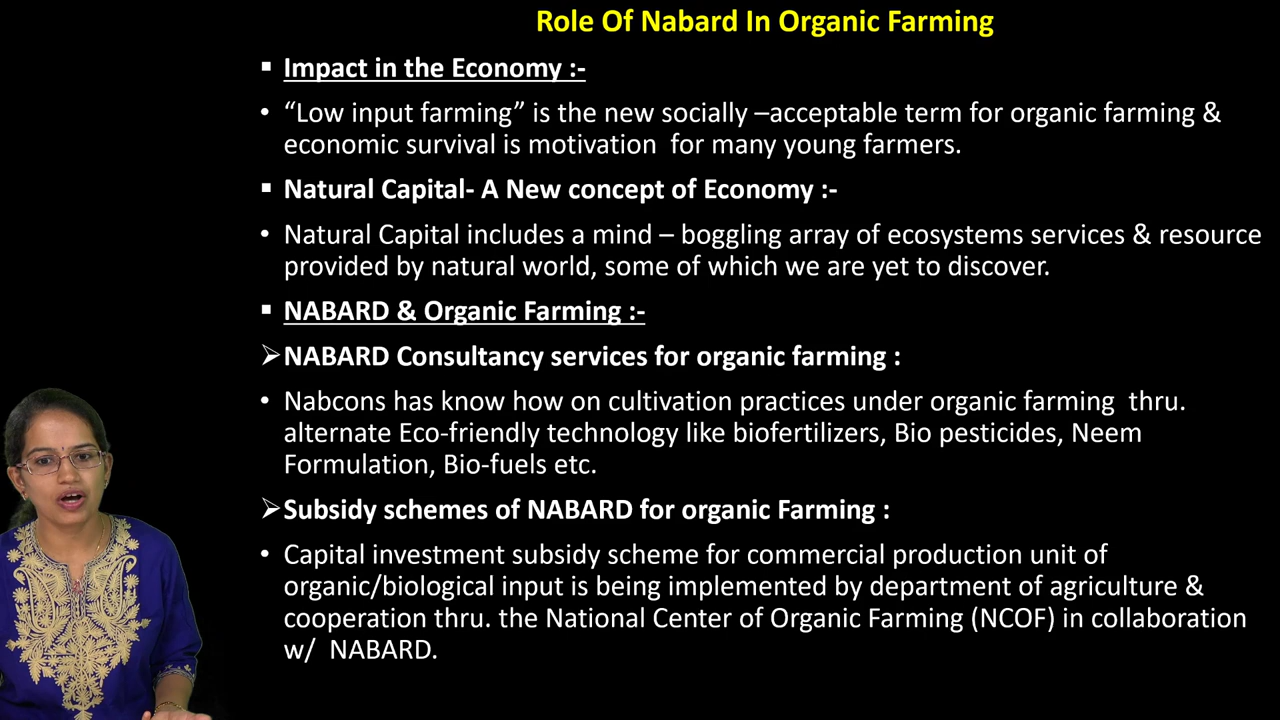 Role Of Nabard In Organic Farming
▪ Impact in the Economy :-
• “Low input farming” is the new socially –acceptable term for organic farming &
economic survival is motivation for many young farmers.
▪ Natural Capital- A New concept of Economy :-
• Natural Capital includes a mind – boggling array of ecosystems services & resource
provided by natural world, some of which we are yet to discover.
▪ NABARD & Organic Farming :-
➢NABARD Consultancy services for organic farming :
• Nabcons has know how on cultivation practices under organic farming thru.
alternate Eco-friendly technology like biofertilizers, Bio pesticides, Neem
Formulation, Bio-fuels etc.
➢Subsidy schemes of NABARD for organic Farming :
• Capital investment subsidy scheme for commercial production unit of
organic/biological input is being implemented by department of agriculture &
cooperation thru. the National Center of Organic Farming (NCOF) in collaboration
w/ NABARD.